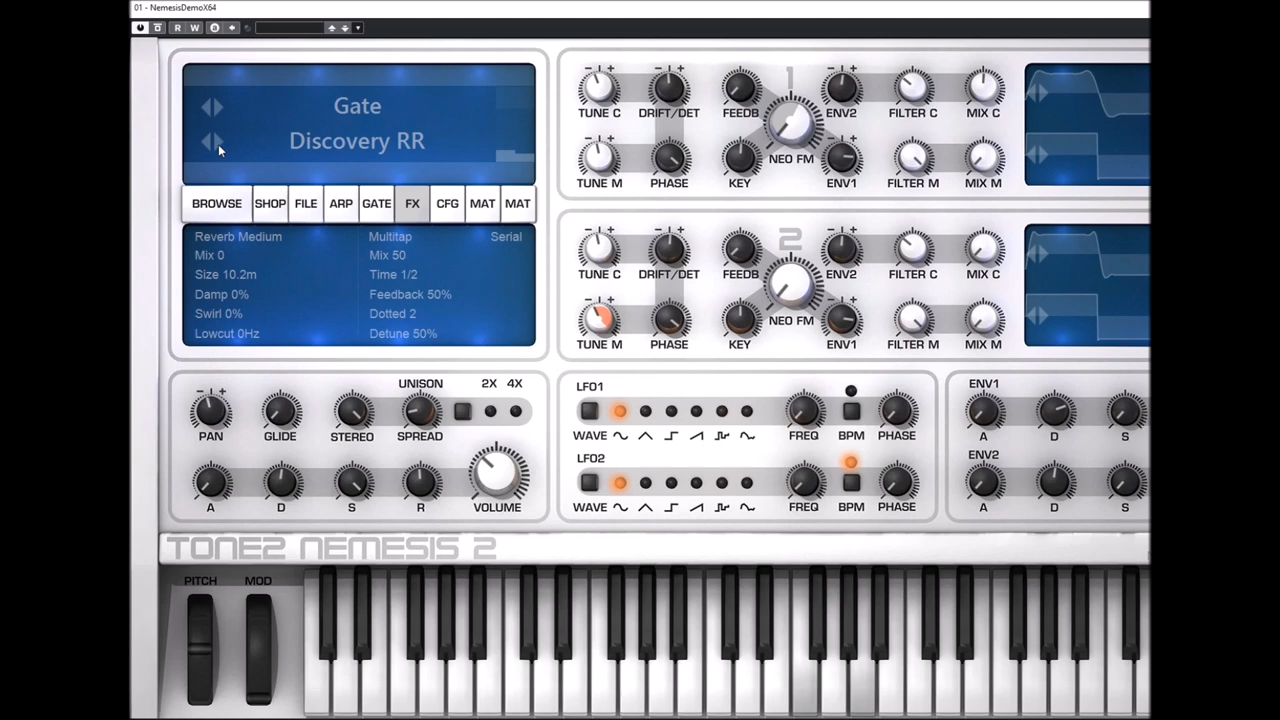 01 - NemesisDemoX64
R W
Gate
Discovery RR
BROWSE SHOP FILE ARP GATE FX CFG MAT MAT
Reverb Medium Multitap Serial
Mix 0 Mix 50
Size 10.2m Time 1/2
Damp 0% Feedback 50%
Swirl 0% Dotted 2
Lowcut 0Hz Detune 50%
1
TUNE C DRIFT/DET FEEDB ENV2 FILTER C MIX C
NEO FM
TUNE M PHASE KEY ENV1 FILTER M MIX M
2
TUNE C DRIFT/DET FEEDB ENV2 FILTER C MIX C
NEO FM
TUNE M PHASE KEY ENV1 FILTER M MIX M
UNISON 2X 4X
PAN GLIDE STEREO SPREAD
A D S R VOLUME
LFO1
WAVE FREQ BPM PHASE
LFO2
WAVE FREQ BPM PHASE
ENV1
A D S
ENV2
A D S
TONE2 NEMESIS 2
PITCH MOD